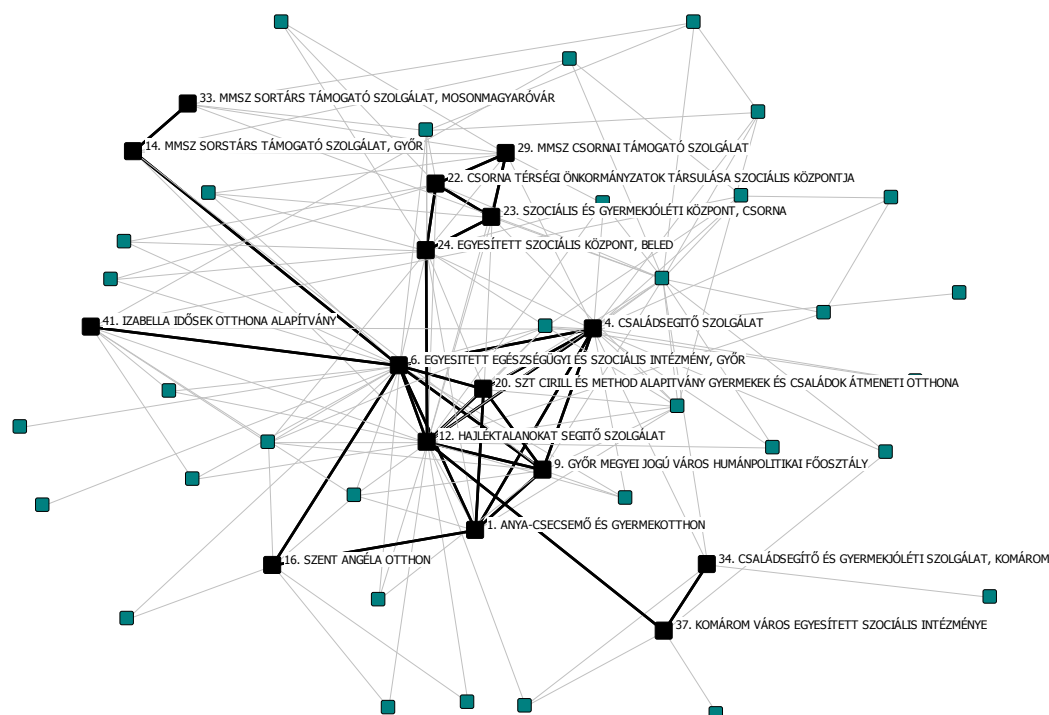 33. MMSZ SORTÁRS TÁMOGATÓ SZOLGÁLAT, MOSONMAGYARÓVÁR
14. MMSZ SORSTÁRS TÁMOGATÓ SZOLGÁLAT, GYŐR
29. MMSZ CSORNAI TÁMOGATÓ SZOLGÁLAT
22. CSORNA TÉRSÉGI ÖNKORMÁNYZATOK TÁRSULÁSA SZOCIÁLIS KÖZPONTJA
23. SZOCIÁLIS ÉS GYERMEKJÓLÉTI KÖZPONT, CSORNA
24. EGYESÍTETT SZOCIÁLIS KÖZPONT, BELED
41. IZABELLA IDŐSEK OTTHONA ALAPÍTVÁNY
4. CSALÁDSEGITŐ SZOLGÁLAT
6. EGYESITETT EGÉSZSÉGÜGYI ÉS SZOCIÁLIS INTÉZMÉNY, GYŐR
20. SZT CIRILL ÉS METHOD ALAPITVÁNY GYERMEKEK ÉS CSALÁDOK ÁTMENETI OTTHONA
12. HAJLÉKTALANOKAT SEGITŐ SZOLGÁLAT
9. GYŐR MEGYEI JOGÚ VÁROS HUMÁNPOLITIKAI FŐOSZTÁLY
1. ANYA-CSECSEMŐ ÉS GYERMEKOTTHON
16. SZENT ANGÉLA OTTHON
34. CSALÁDSEGÍTŐ ÉS GYERMEKJÓLÉTI SZOLGÁLAT, KOMÁROM
37. KOMÁROM VÁROS EGYESÍTETT SZOCIÁLIS INTÉZMÉNYE